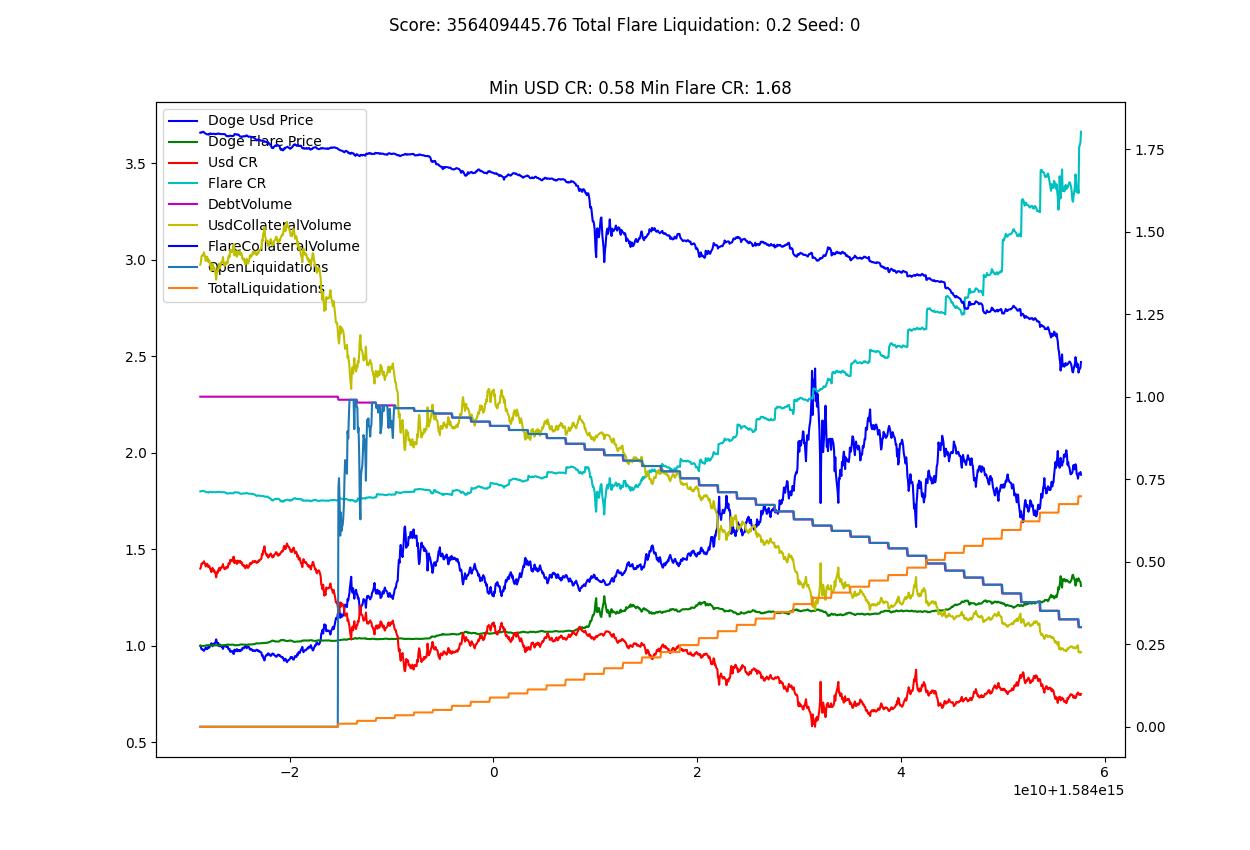 Score: 356409445.76 Total Flare Liquidation: 0.2 Seed: 0
Min USD CR: 0.58 Min Flare CR: 1.68
Doge Usd Price
Doge Flare Price
Usd CR
Flare CR
DebtVolume
UsdCollateralVolume
FlareCollateralVolume
OpenLiquidations
TotalLiquidations
3.5
3.0
2.5
2.0
1.5
1.0
0.5
1.75
1.50
1.25
1.00
0.75
0.50
0.25
0.00
−2 0 2 4 6
1e10+1.584e15